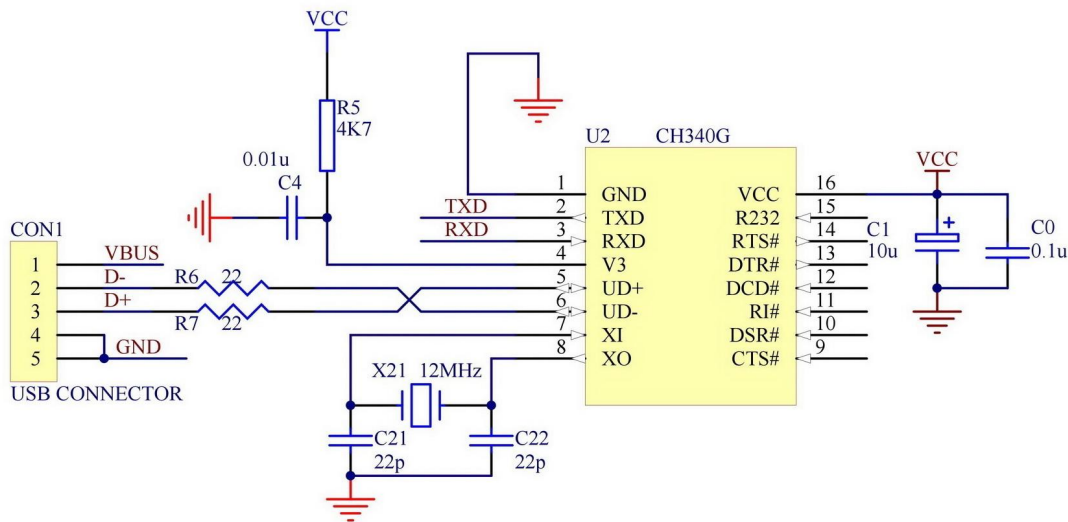 VCC
R5
4K7
0.01u
C4
U2 CH340G
1 GND
2 TXD
3 RXD
4 V3
5 UD+
6 UD-
7 XI
8 XO
VCC 16
R232 15
RTS# 14
DTR# 13
DCD# 12
RI# 11
DSR# 10
CTS# 9
TXD
RXD
VCC
C1
10u
C0
0.1u
CON1
1 VBUS
2 D-
3 D+
4
5 GND
USB CONNECTOR
R6 22
R7 22
X21 12MHz
C21
22p
C22
22p